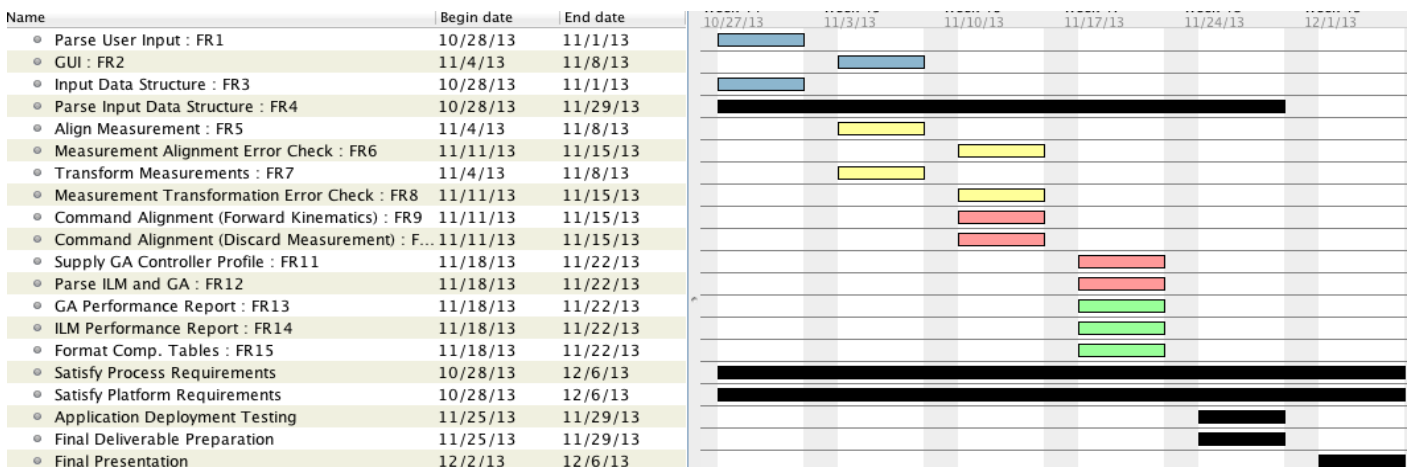 Name Begin date End date
10/27/13 11/3/13 11/10/13 11/17/13 11/24/13 12/1/13
Parse User Input : FR1 10/28/13 11/1/13
GUI : FR2 11/4/13 11/8/13
Input Data Structure : FR3 10/28/13 11/1/13
Parse Input Data Structure : FR4 10/28/13 11/29/13
Align Measurement : FR5 11/4/13 11/8/13
Measurement Alignment Error Check : FR6 11/11/13 11/15/13
Transform Measurements : FR7 11/4/13 11/8/13
Measurement Transformation Error Check : FR8 11/11/13 11/15/13
Command Alignment (Forward Kinematics) : FR9 11/11/13 11/15/13
Command Alignment (Discard Measurement) : F... 11/11/13 11/15/13
Supply GA Controller Profile : FR11 11/18/13 11/22/13
Parse ILM and GA : FR12 11/18/13 11/22/13
GA Performance Report : FR13 11/18/13 11/22/13
ILM Performance Report : FR14 11/18/13 11/22/13
Format Comp. Tables : FR15 11/18/13 11/22/13
Satisfy Process Requirements 10/28/13 12/6/13
Satisfy Platform Requirements 10/28/13 12/6/13
Application Deployment Testing 11/25/13 11/29/13
Final Deliverable Preparation 11/25/13 11/29/13
Final Presentation 12/2/13 12/6/13